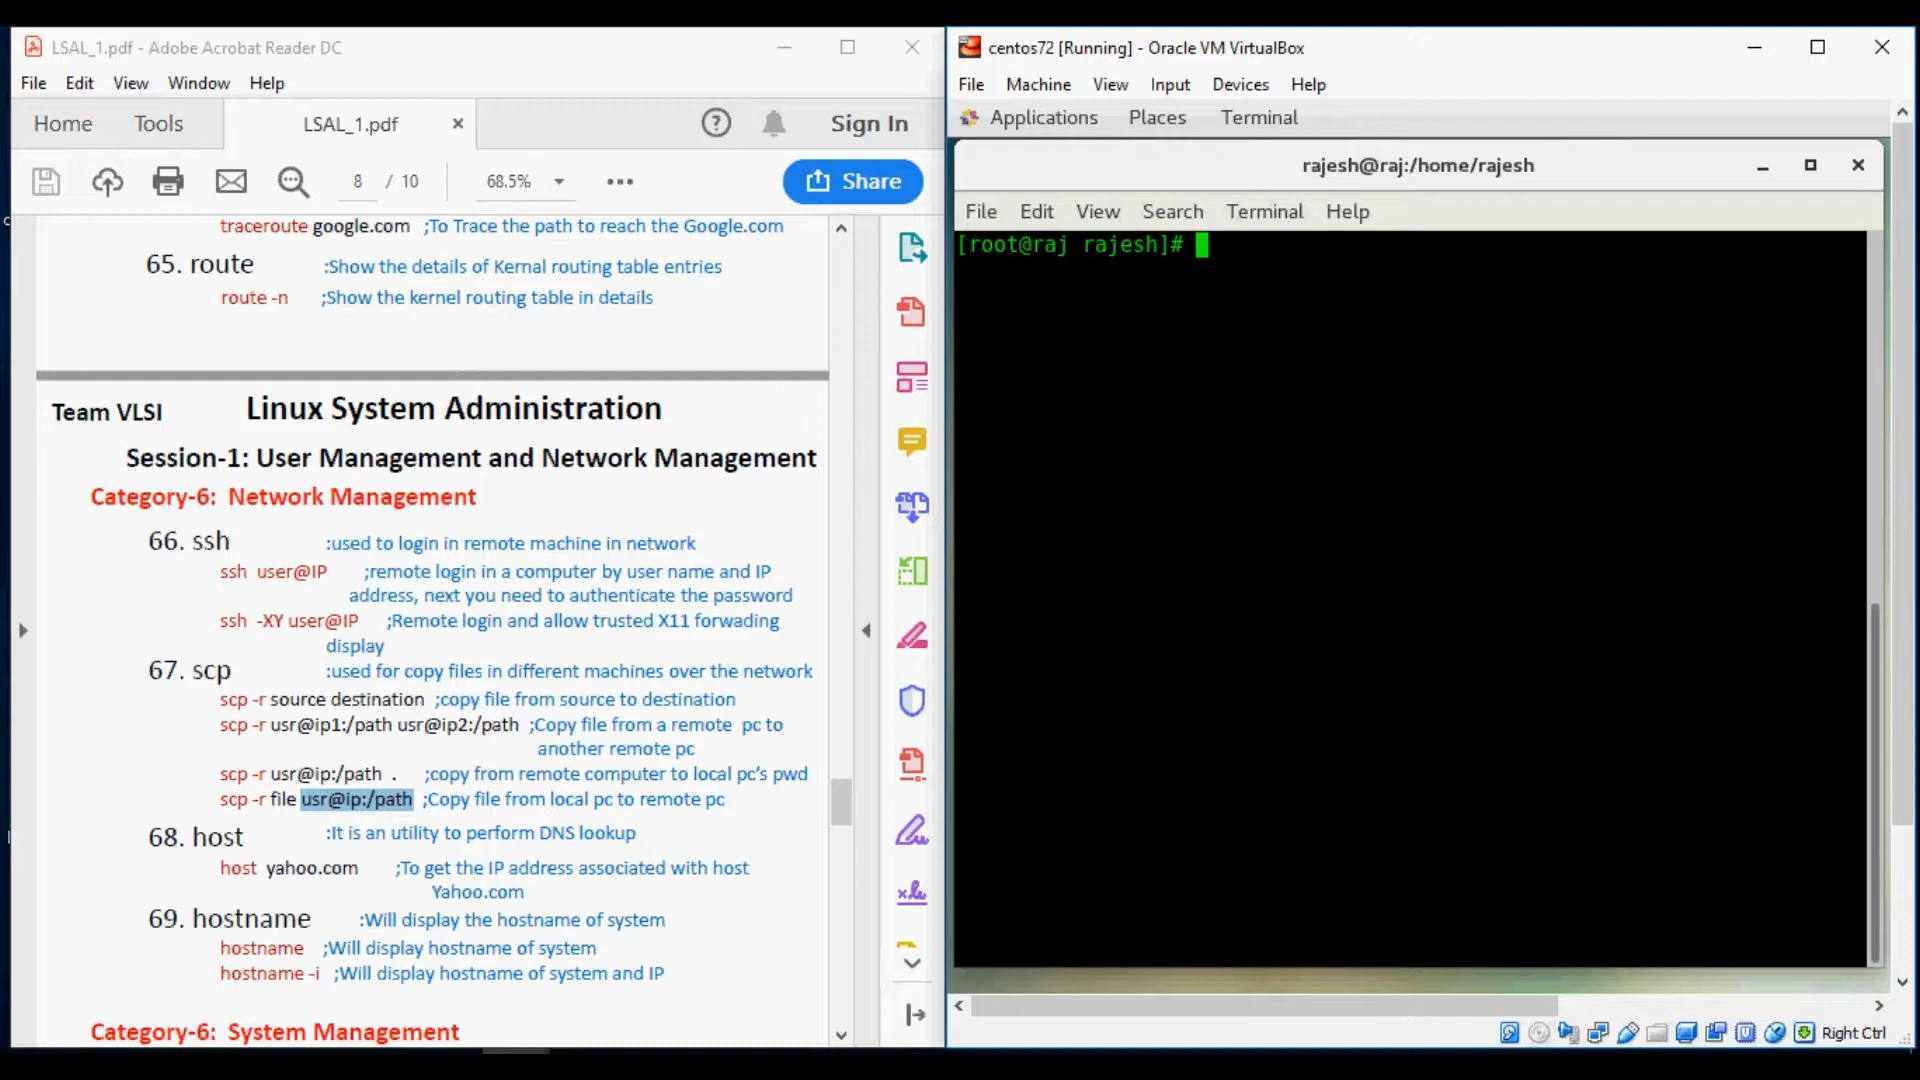 LSAL_1.pdf - Adobe Acrobat Reader DC
File Edit View Window Help
Home Tools LSAL_1.pdf Sign In
8 / 10 68.5% Share
traceroute google.com ;To Trace the path to reach the Google.com
65. route :Show the details of Kernal routing table entries
route -n ;Show the kernel routing table in details
Team VLSI Linux System Administration
Session-1: User Management and Network Management
Category-6: Network Management
66. ssh :used to login in remote machine in network
ssh user@IP ;remote login in a computer by user name and IP
address, next you need to authenticate the password
ssh -XY user@IP ;Remote login and allow trusted X11 forwading
display
67. scp :used for copy files in different machines over the network
scp -r source destination ;copy file from source to destination
scp -r usr@ip1:/path usr@ip2:/path ;Copy file from a remote pc to
another remote pc
scp -r usr@ip:/path . ;copy from remote computer to local pc's pwd
scp -r file usr@ip:/path ;Copy file from local pc to remote pc
68. host :It is an utility to perform DNS lookup
host yahoo.com ;To get the IP address associated with host
Yahoo.com
69. hostname :Will display the hostname of system
hostname ;Will display hostname of system
hostname -i ;Will display hostname of system and IP
Category-6: System Management
centos72 [Running] - Oracle VM VirtualBox
File Machine View Input Devices Help
Applications Places Terminal
rajesh@raj:/home/rajesh
File Edit View Search Terminal Help
[root@raj rajesh]#
Right Ctrl